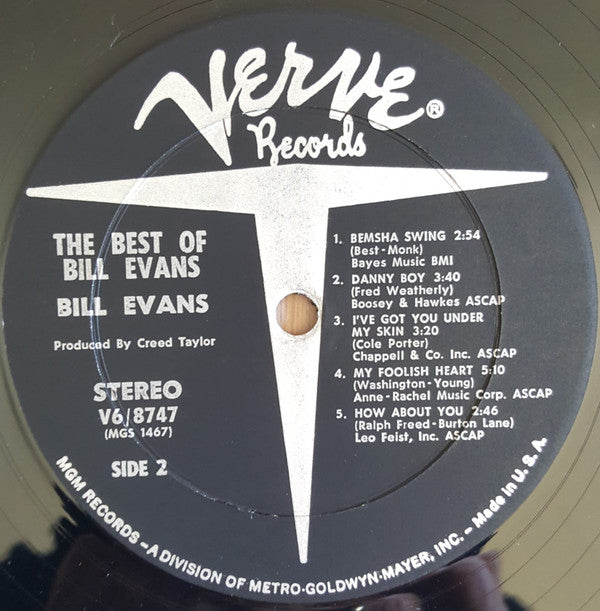 VERVE®
Records
THE BEST OF
BILL EVANS
BILL EVANS
Produced By Creed Taylor
STEREO
V6/8747
(MGS 1467)
SIDE 2
1. BEMSHA SWING 2:54
(Best-Monk)
Bayes Music BMI
2. DANNY BOY 3:40
(Fred Weatherly)
Boosey & Hawkes ASCAP
3. I'VE GOT YOU UNDER
MY SKIN 3:20
(Cole Porter)
Chappell & Co. Inc. ASCAP
4. MY FOOLISH HEART 5:10
(Washington-Young)
Anne-Rachel Music Corp. ASCAP
5. HOW ABOUT YOU 2:46
(Ralph Freed-Burton Lane)
Leo Feist, Inc. ASCAP
MGM RECORDS – A DIVISION OF METRO-GOLDWYN-MAYER, INC. – Made in U.S.A.